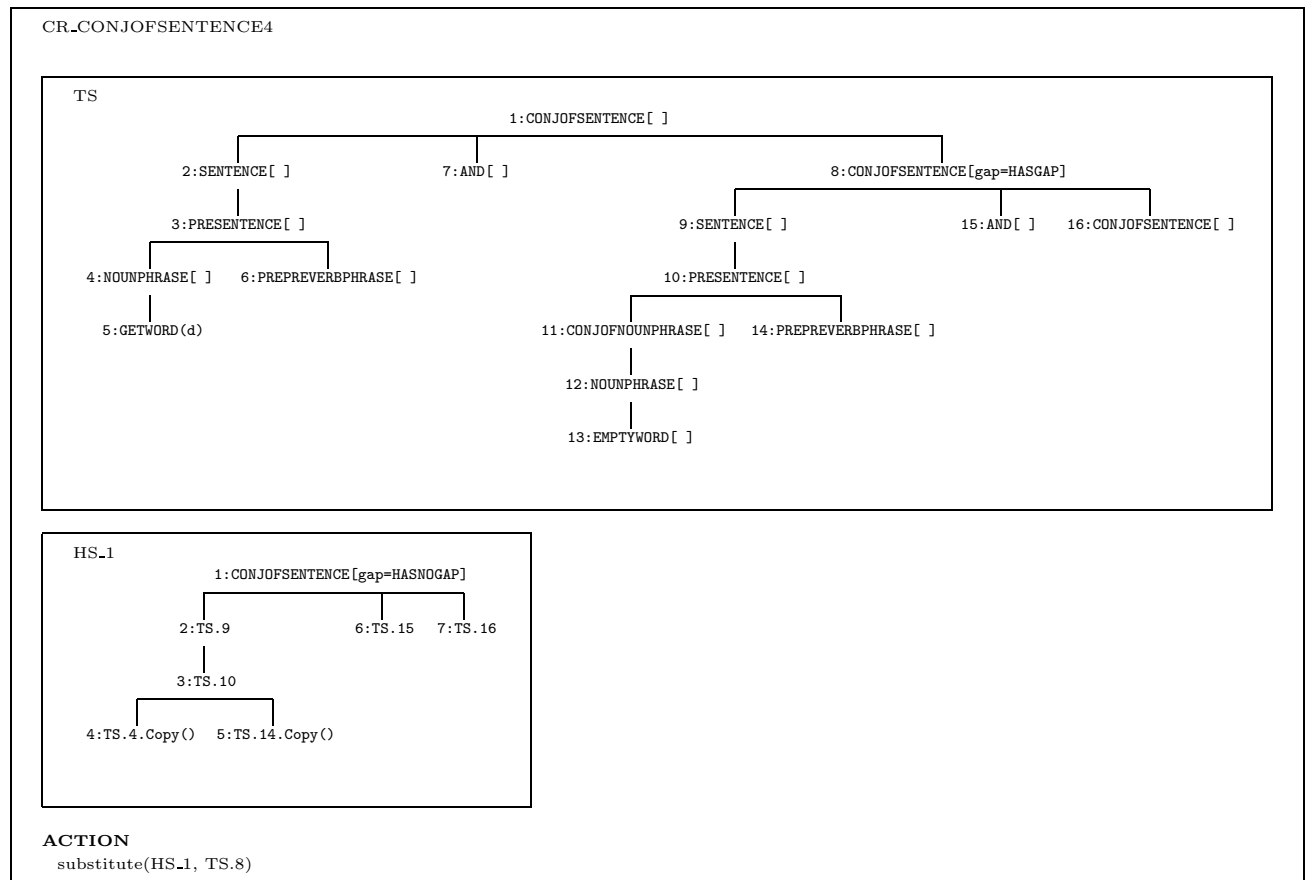 CR_CONJOFSENTENCE4
TS
1:CONJOFSENTENCE[ ]
2:SENTENCE[ ] 7:AND[ ] 8:CONJOFSENTENCE[gap=HASGAP]
3:PRESENTENCE[ ] 9:SENTENCE[ ] 15:AND[ ] 16:CONJOFSENTENCE[ ]
4:NOUNPHRASE[ ] 6:PREPREVERBPHRASE[ ] 10:PRESENTENCE[ ]
5:GETWORD(d) 11:CONJOFNOUNPHRASE[ ] 14:PREPREVERBPHRASE[ ]
12:NOUNPHRASE[ ]
13:EMPTYWORD[ ]
HS_1
1:CONJOFSENTENCE[gap=HASNOGAP]
2:TS.9 6:TS.15 7:TS.16
3:TS.10
4:TS.4.Copy() 5:TS.14.Copy()
ACTION
substitute(HS_1, TS.8)